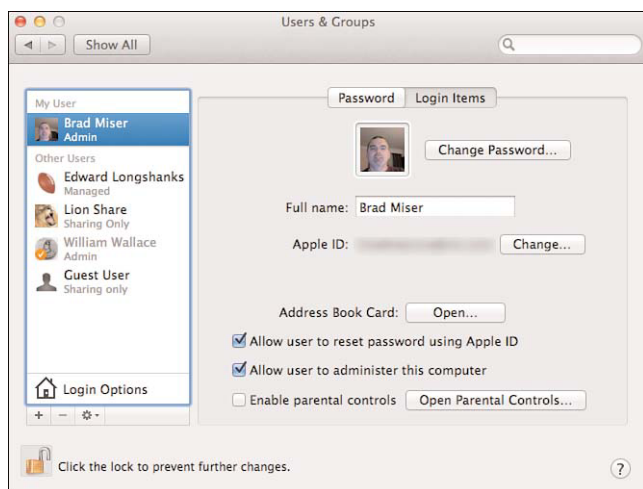 Users & Groups
Show All
My User
Brad Miser
Admin
Other Users
Edward Longshanks
Managed
Lion Share
Sharing Only
William Wallace
Admin
Guest User
Sharing only
Login Options
+ −
Password
Login Items
Change Password...
Full name: Brad Miser
Apple ID:
Change...
Address Book Card: Open...
Allow user to reset password using Apple ID
Allow user to administer this computer
Enable parental controls Open Parental Controls...
Click the lock to prevent further changes.
?